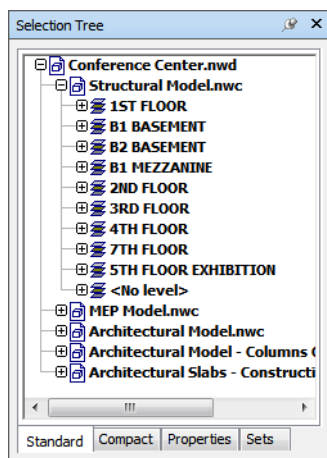 Selection Tree
Conference Center.nwd
Structural Model.nwc
1ST FLOOR
B1 BASEMENT
B2 BASEMENT
B1 MEZZANINE
2ND FLOOR
3RD FLOOR
4TH FLOOR
7TH FLOOR
5TH FLOOR EXHIBITION
<No level>
MEP Model.nwc
Architectural Model.nwc
Architectural Model - Columns
Architectural Slabs - Constructi
Standard Compact Properties Sets